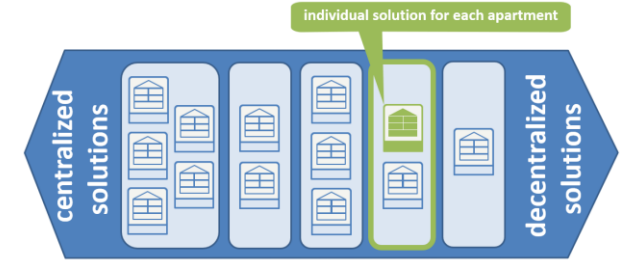 individual solution for each apartment
centralized
solutions
decentralized
solutions